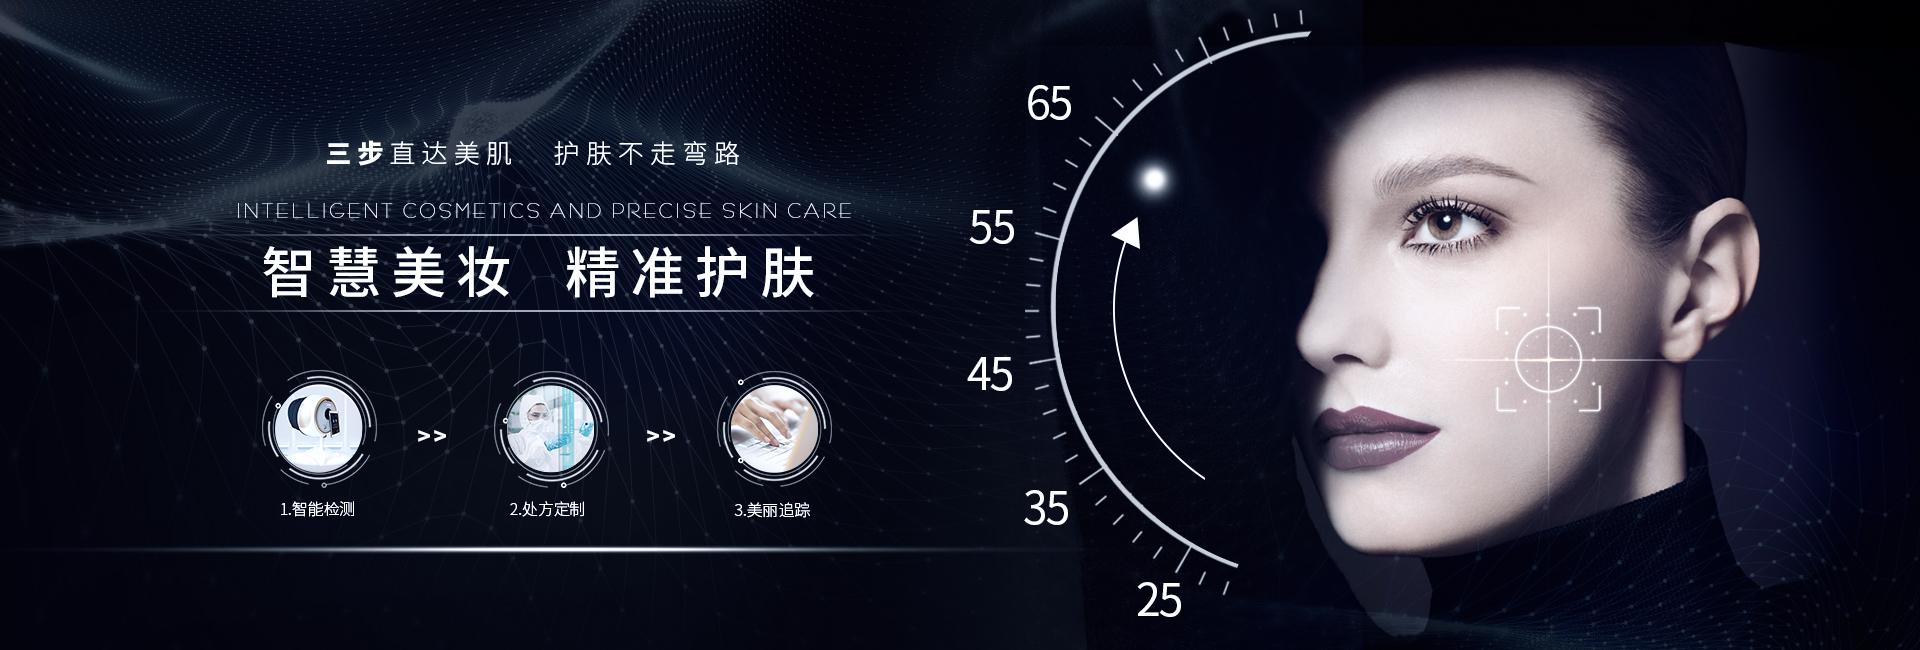 三步直达美肌 护肤不走弯路
INTELLIGENT COSMETICS AND PRECISE SKIN CARE
智慧美妆 精准护肤
>> >>
1.智能检测 2.处方定制 3.美丽追踪
65
55
45
35
25